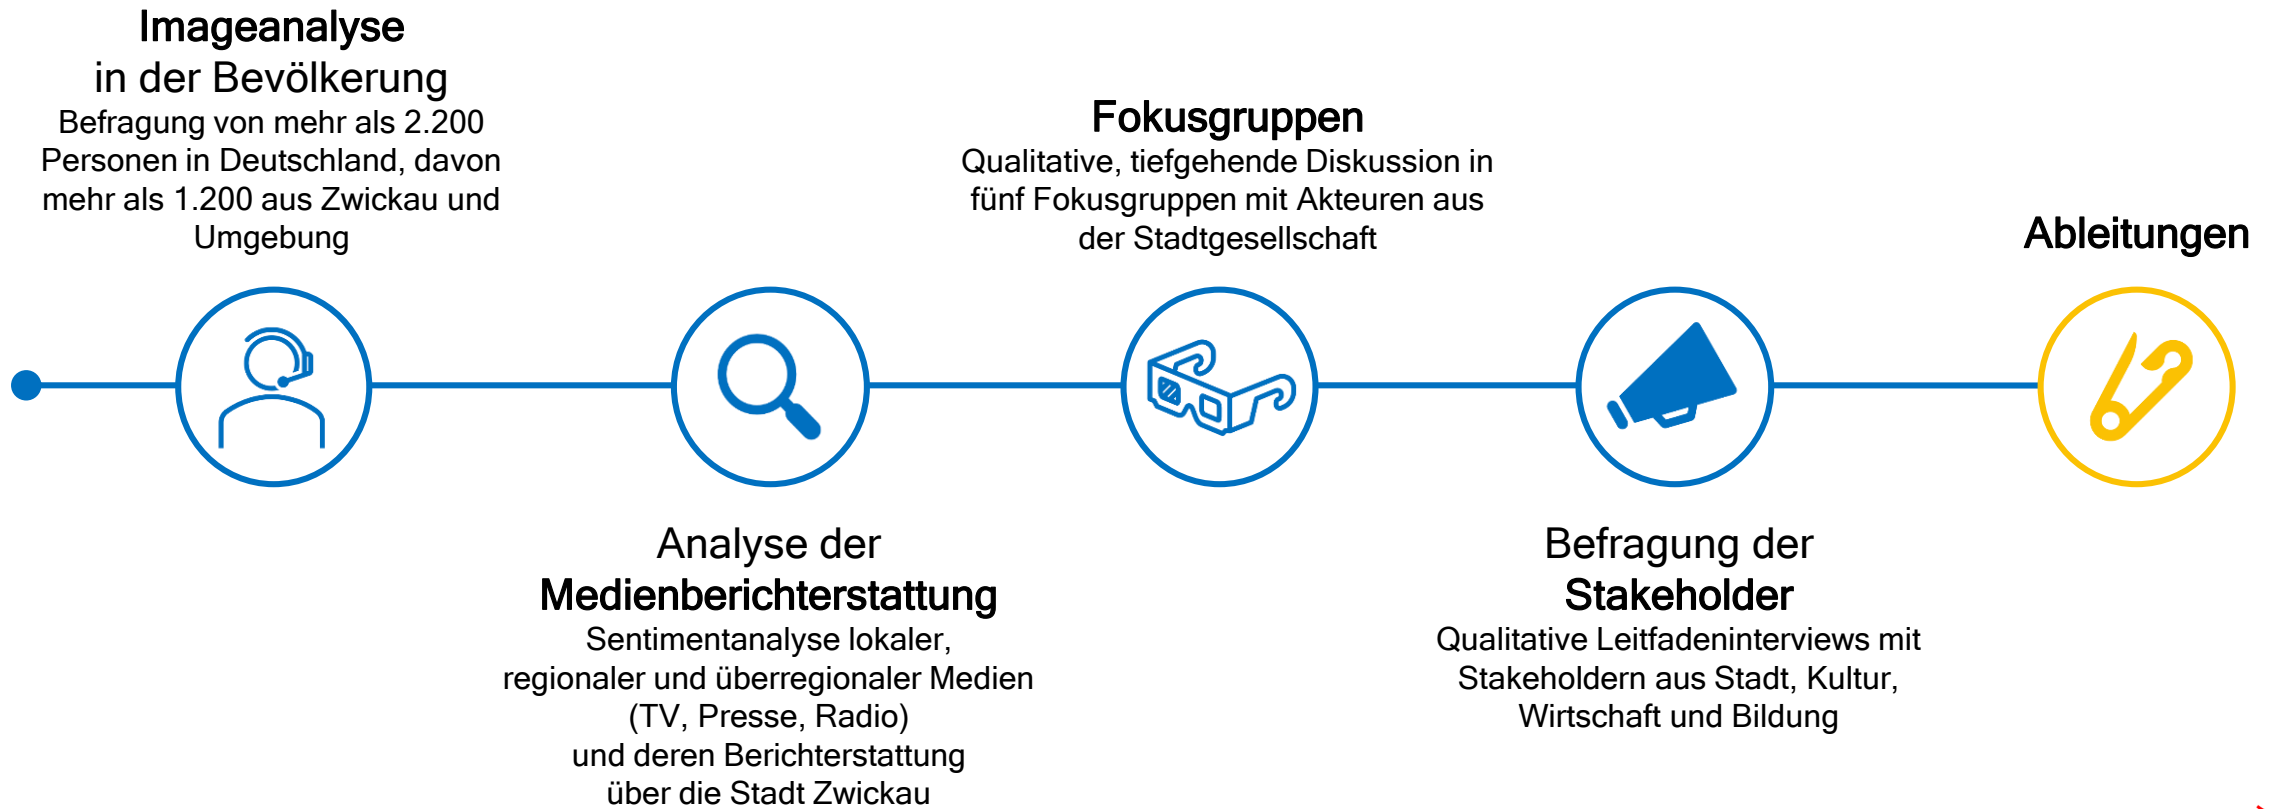 Imageanalyse
in der Bevölkerung
Befragung von mehr als 2.200
Personen in Deutschland, davon
mehr als 1.200 aus Zwickau und
Umgebung
Analyse der
Medienberichterstattung
Sentimentanalyse lokaler,
regionaler und überregionaler Medien
(TV, Presse, Radio)
und deren Berichterstattung
über die Stadt Zwickau
Fokusgruppen
Qualitative, tiefgehende Diskussion in
fünf Fokusgruppen mit Akteuren aus
der Stadtgesellschaft
Befragung der
Stakeholder
Qualitative Leitfadeninterviews mit
Stakeholdern aus Stadt, Kultur,
Wirtschaft und Bildung
Ableitungen